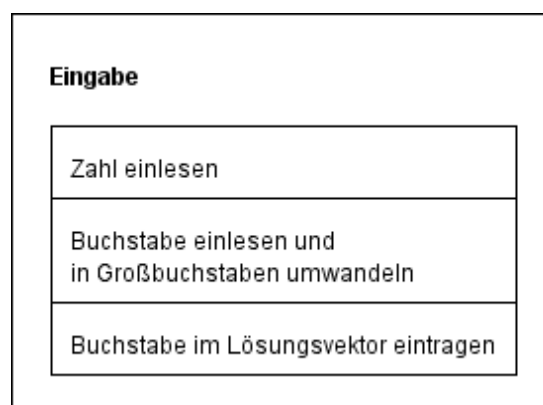 Eingabe
Zahl einlesen
Buchstabe einlesen und
in Großbuchstaben umwandeln
Buchstabe im Lösungsvektor eintragen